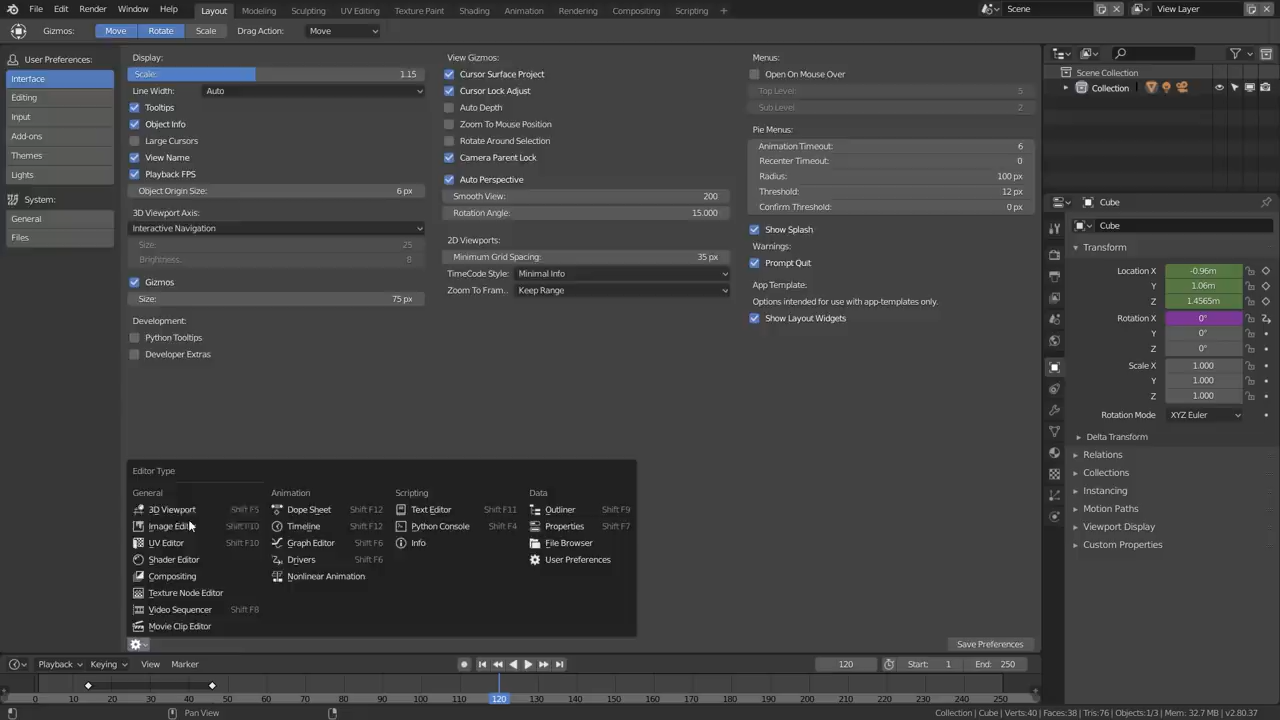 File Edit Render Window Help Layout Modeling Sculpting UV Editing Texture Paint Shading Animation Rendering Compositing Scripting + Scene View Layer
Gizmos: Move Rotate Scale Drag Action: Move
User Preferences:
Interface
Editing
Input
Add-ons
Themes
Lights
System:
General
Files
Display:
Scale: 1.15
Line Width: Auto
Tooltips
Object Info
Large Cursors
View Name
Playback FPS
Object Origin Size: 6 px
3D Viewport Axis:
Interactive Navigation
Size: 25
Brightness: 8
Gizmos
Size: 75 px
Development:
Python Tooltips
Developer Extras
View Gizmos:
Cursor Surface Project
Cursor Lock Adjust
Auto Depth
Zoom To Mouse Position
Rotate Around Selection
Camera Parent Lock
Auto Perspective
Smooth View: 200
Rotation Angle: 15.000
2D Viewports:
Minimum Grid Spacing: 35 px
TimeCode Style: Minimal Info
Zoom To Fram.. Keep Range
Menus:
Open On Mouse Over
Top Level: 5
Sub Level: 2
Pie Menus:
Animation Timeout: 6
Recenter Timeout: 0
Radius: 100 px
Threshold: 12 px
Confirm Threshold: 0 px
Show Splash
Warnings:
Prompt Quit
App Template:
Options intended for use with app-templates only.
Show Layout Widgets
Editor Type
General
3D Viewport Shift F5
Image Edit Shift F10
UV Editor Shift F10
Shader Editor
Compositing
Texture Node Editor
Video Sequencer Shift F8
Movie Clip Editor
Animation
Dope Sheet Shift F12
Timeline Shift F12
Graph Editor Shift F6
Drivers Shift F6
Nonlinear Animation
Scripting
Text Editor Shift F11
Python Console Shift F4
Info
Data
Outliner Shift F9
Properties Shift F7
File Browser
User Preferences
Save Preferences
Scene Collection
Collection
Cube
Cube
Transform
Location X -0.96m
Y 1.06m
Z 1.4565m
Rotation X 0°
Y 0°
Z 0°
Scale X 1.000
Y 1.000
Z 1.000
Rotation Mode XYZ Euler
Delta Transform
Relations
Collections
Instancing
Motion Paths
Viewport Display
Custom Properties
Playback Keying View Marker 120 Start: 1 End: 250
0 10 20 30 40 50 60 70 80 90 100 110 120 130 140 150 160 170 180 190 200 210 220 230 240 250
Pan View Collection | Cube | Verts:40 | Faces:38 | Tris:76 | Objects:1/3 | Mem: 32.7 MB | v2.80.37